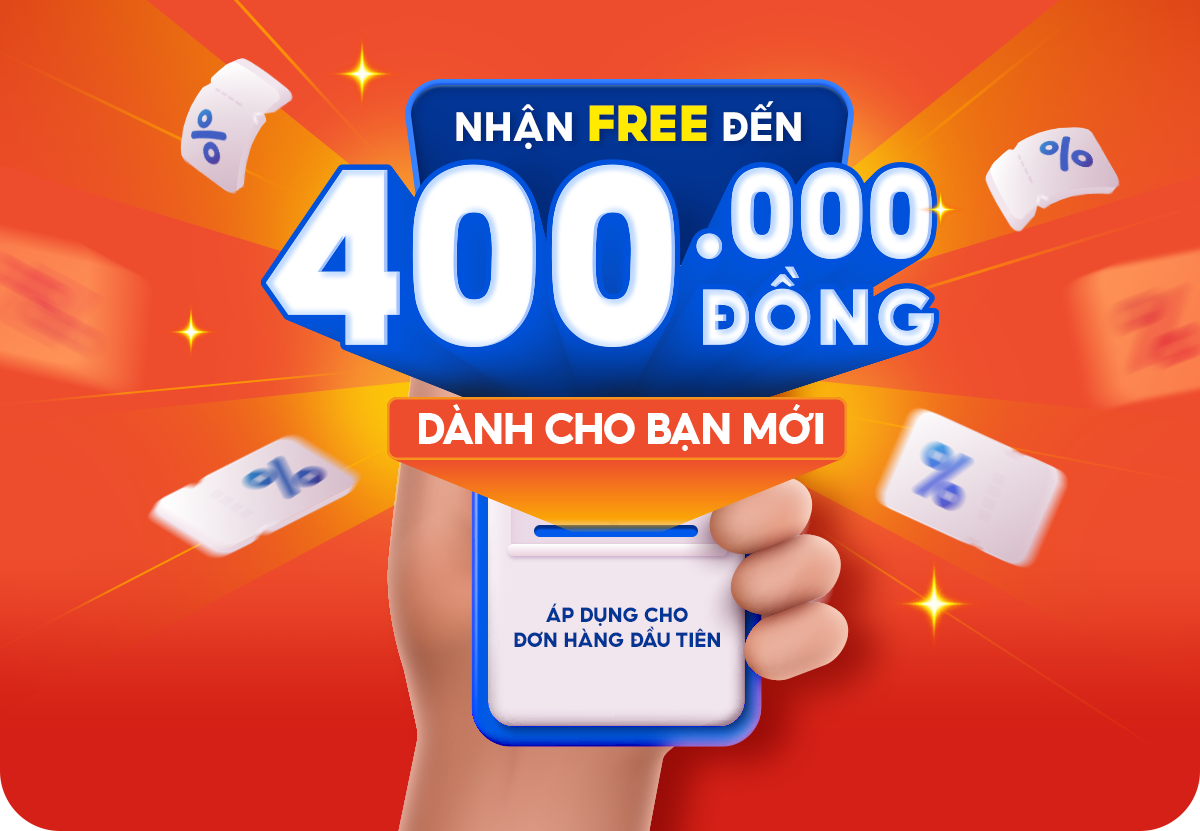 NHẬN FREE ĐẾN
400.000
ĐỒNG
DÀNH CHO BẠN MỚI
ÁP DỤNG CHO
ĐƠN HÀNG ĐẦU TIÊN
%
%
%
%